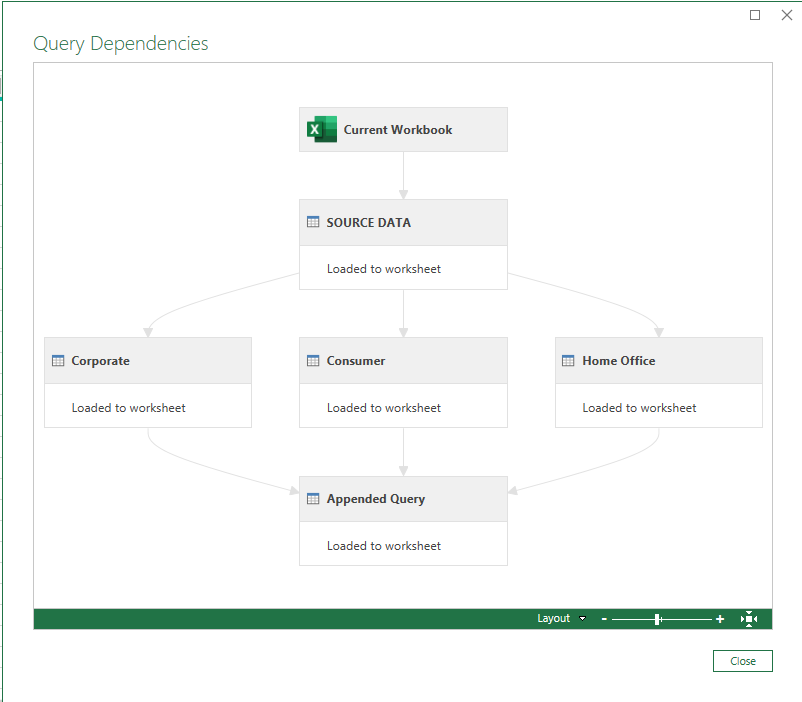 Query Dependencies
Current Workbook
SOURCE DATA
Loaded to worksheet
Corporate
Loaded to worksheet
Consumer
Loaded to worksheet
Home Office
Loaded to worksheet
Appended Query
Loaded to worksheet
Layout
Close